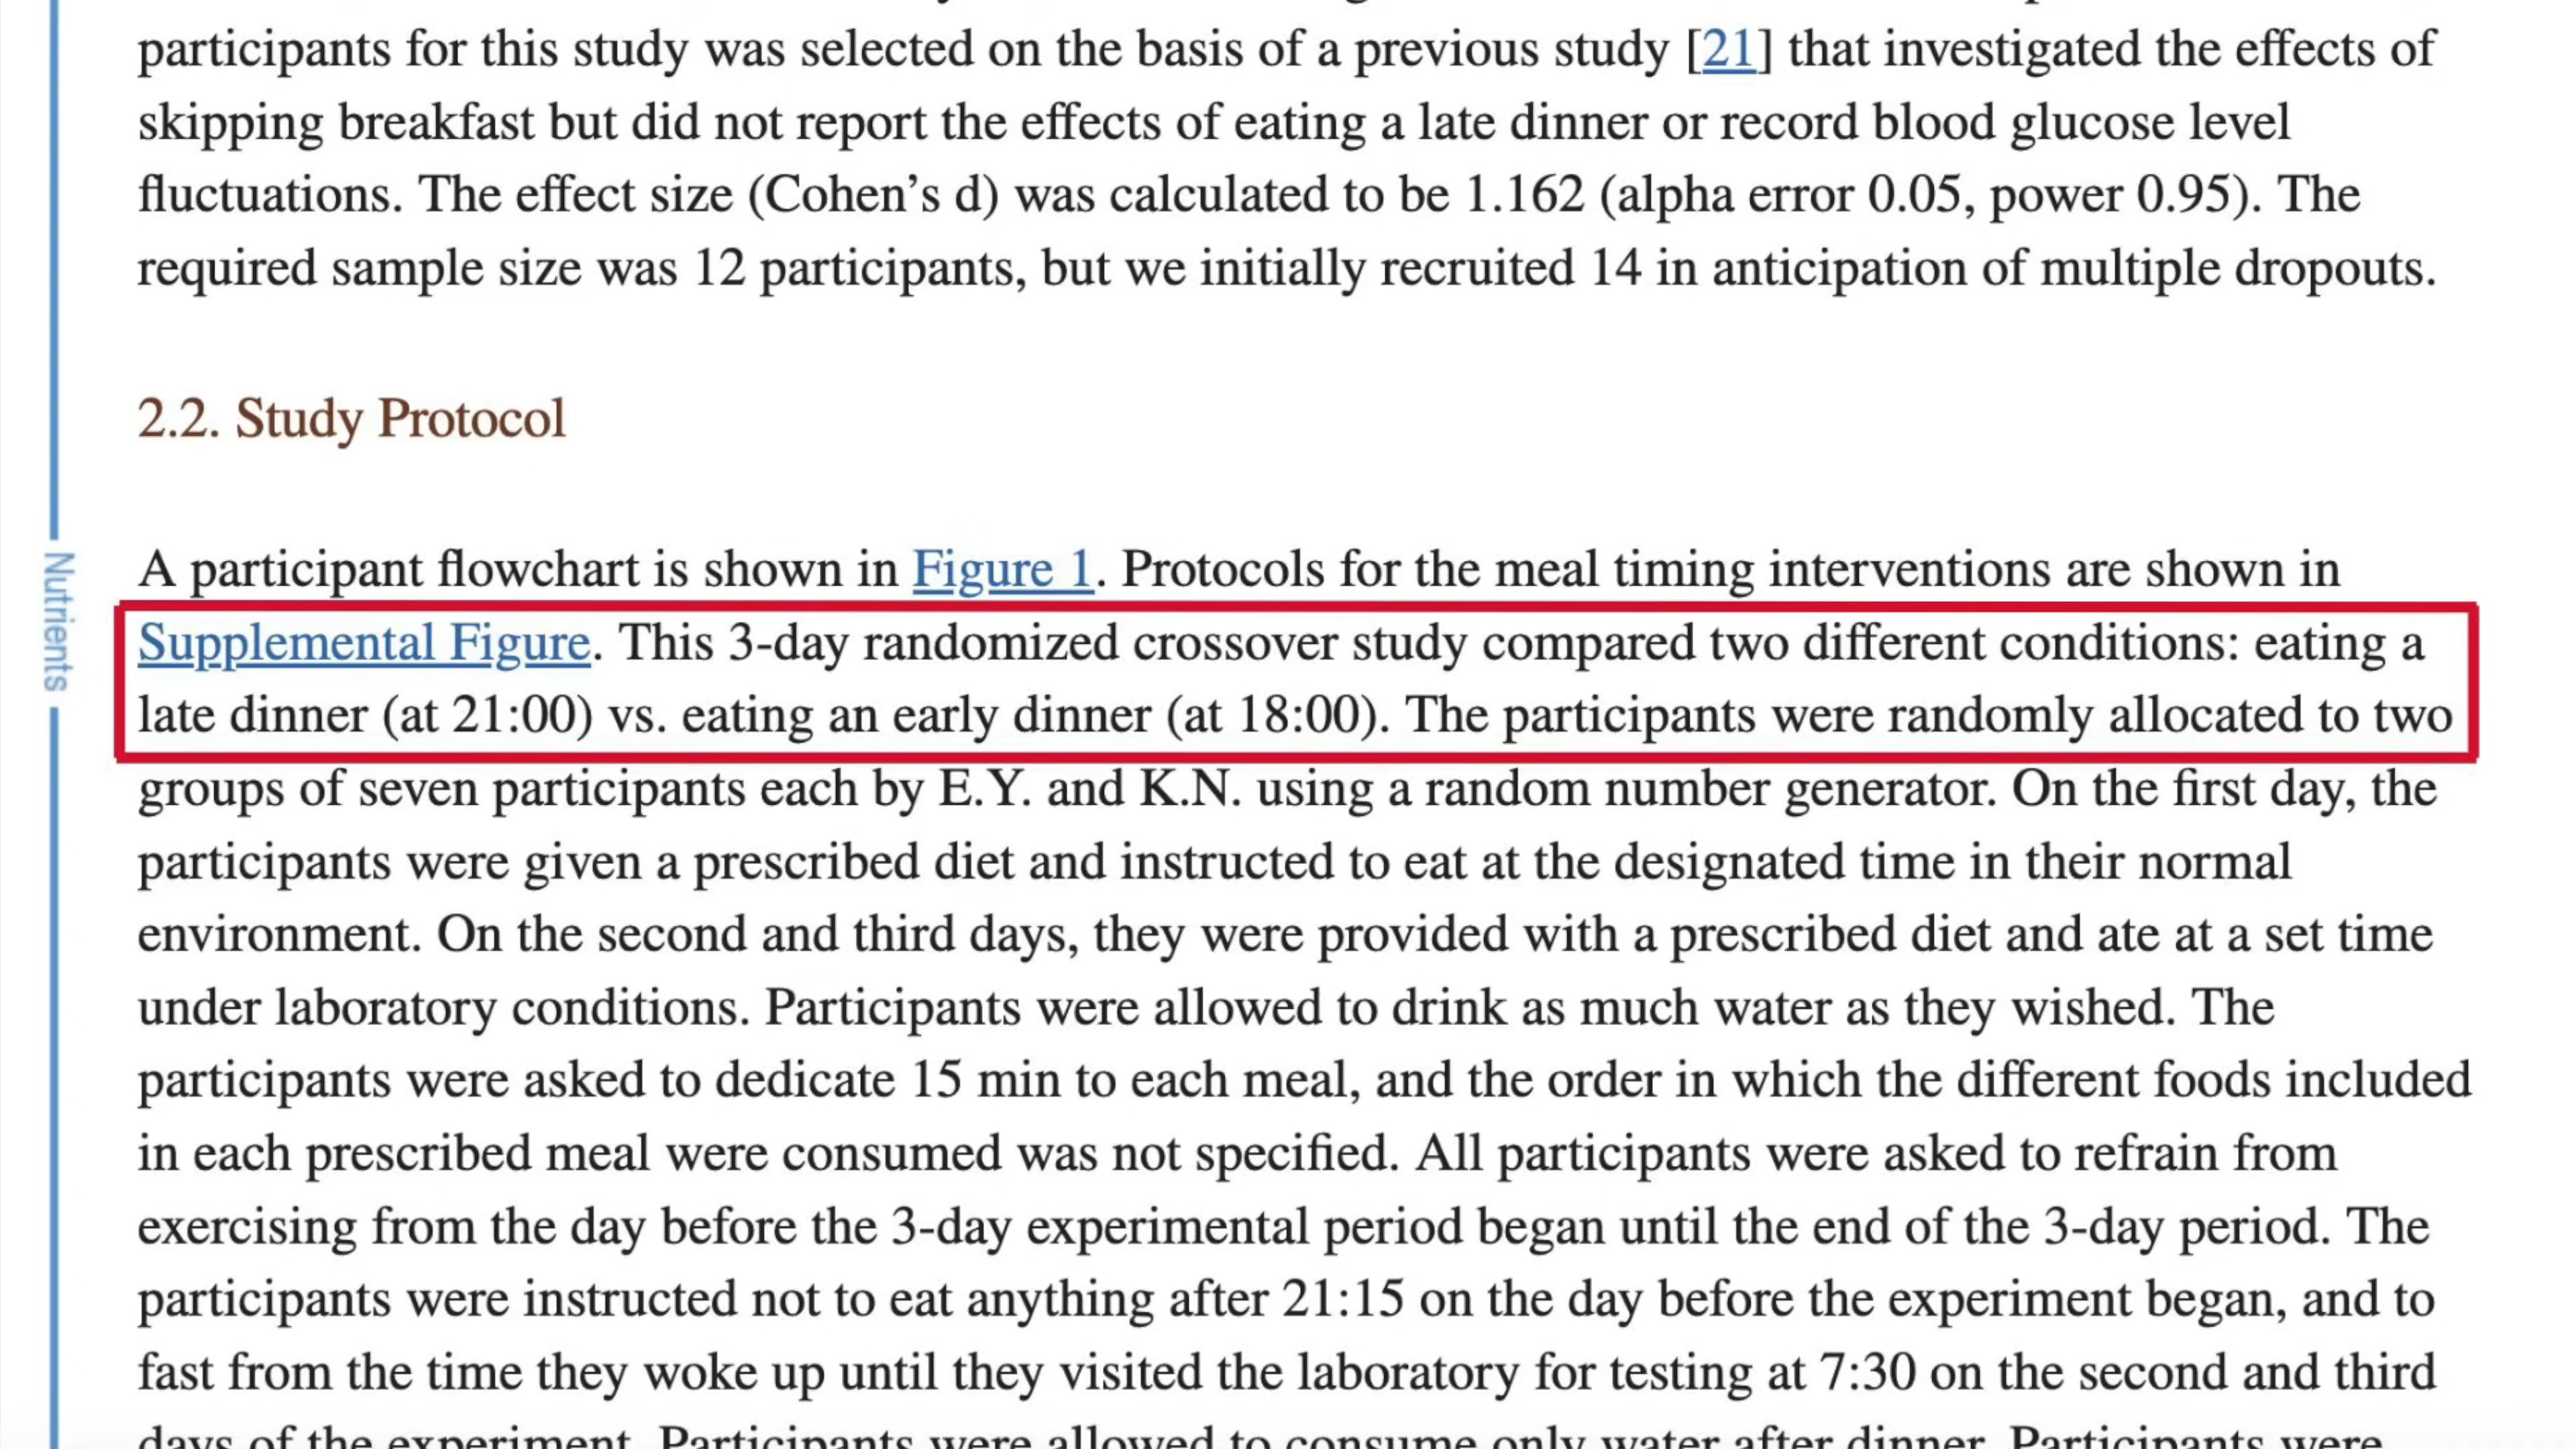 participants for this study was selected on the basis of a previous study [21] that investigated the effects of
skipping breakfast but did not report the effects of eating a late dinner or record blood glucose level
fluctuations. The effect size (Cohen’s d) was calculated to be 1.162 (alpha error 0.05, power 0.95). The
required sample size was 12 participants, but we initially recruited 14 in anticipation of multiple dropouts.
2.2. Study Protocol
Nutrients
A participant flowchart is shown in Figure 1. Protocols for the meal timing interventions are shown in
Supplemental Figure. This 3-day randomized crossover study compared two different conditions: eating a
late dinner (at 21:00) vs. eating an early dinner (at 18:00). The participants were randomly allocated to two
groups of seven participants each by E.Y. and K.N. using a random number generator. On the first day, the
participants were given a prescribed diet and instructed to eat at the designated time in their normal
environment. On the second and third days, they were provided with a prescribed diet and ate at a set time
under laboratory conditions. Participants were allowed to drink as much water as they wished. The
participants were asked to dedicate 15 min to each meal, and the order in which the different foods included
in each prescribed meal were consumed was not specified. All participants were asked to refrain from
exercising from the day before the 3-day experimental period began until the end of the 3-day period. The
participants were instructed not to eat anything after 21:15 on the day before the experiment began, and to
fast from the time they woke up until they visited the laboratory for testing at 7:30 on the second and third
days of the experiment. Participants were allowed to consume only water after dinner. Participants were